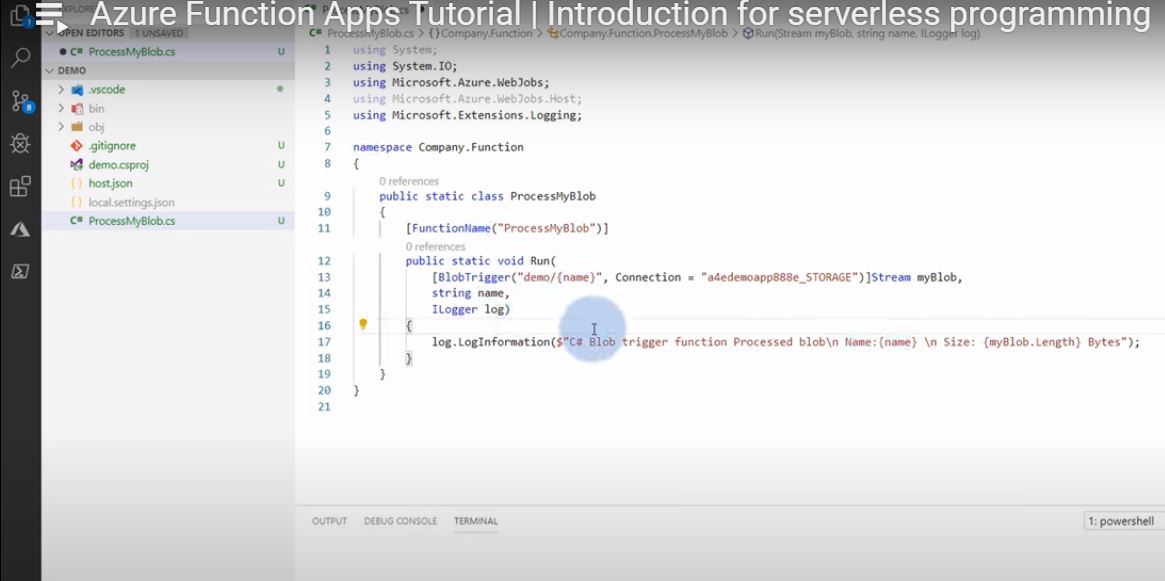 Azure Function Apps Tutorial | Introduction for serverless programming
OPEN EDITORS 1 UNSAVED
ProcessMyBlob.cs U
DEMO
.vscode
bin
obj
.gitignore U
demo.csproj U
host.json U
local.settings.json
ProcessMyBlob.cs U
1
8
C# ProcessMyBlob.cs > {} Company.Function > Company.Function.ProcessMyBlob > Run(Stream myBlob, string name, ILogger log)
1 using System;
2 using System.IO;
3 using Microsoft.Azure.WebJobs;
4 using Microsoft.Azure.WebJobs.Host;
5 using Microsoft.Extensions.Logging;
6
7 namespace Company.Function
8 {
0 references
9 public static class ProcessMyBlob
10 {
11 [FunctionName("ProcessMyBlob")]
0 references
12 public static void Run(
13 [BlobTrigger("demo/{name}", Connection = "a4edemoapp888e_STORAGE")]Stream myBlob,
14 string name,
15 ILogger log)
16 {
17 log.LogInformation($"C# Blob trigger function Processed blob\n Name:{name} \n Size: {myBlob.Length} Bytes");
18 }
19 }
20 }
21
OUTPUT DEBUG CONSOLE TERMINAL 1: powershell